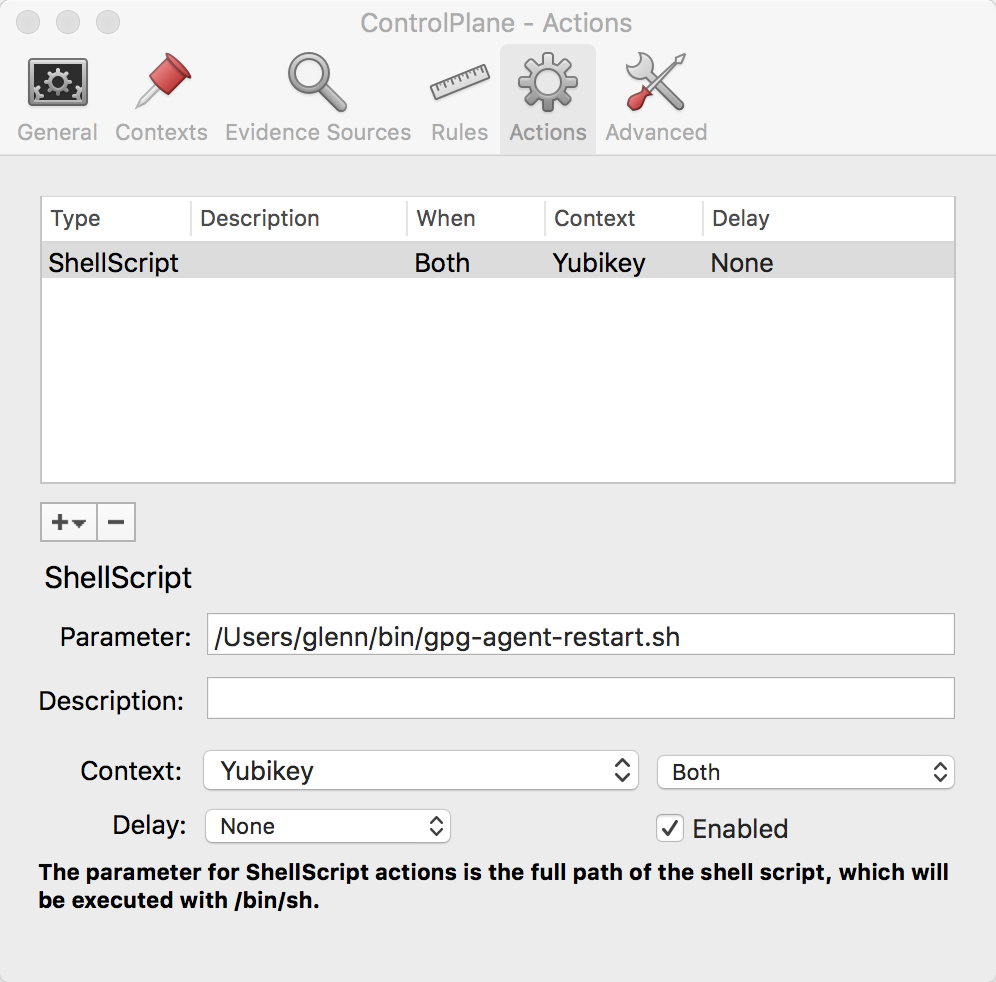 ControlPlane - Actions
General Contexts Evidence Sources Rules Actions Advanced
Type Description When Context Delay
ShellScript Both Yubikey None
ShellScript
Parameter: /Users/glenn/bin/gpg-agent-restart.sh
Description:
Context: Yubikey Both
Delay: None Enabled
The parameter for ShellScript actions is the full path of the shell script, which will
be executed with /bin/sh.